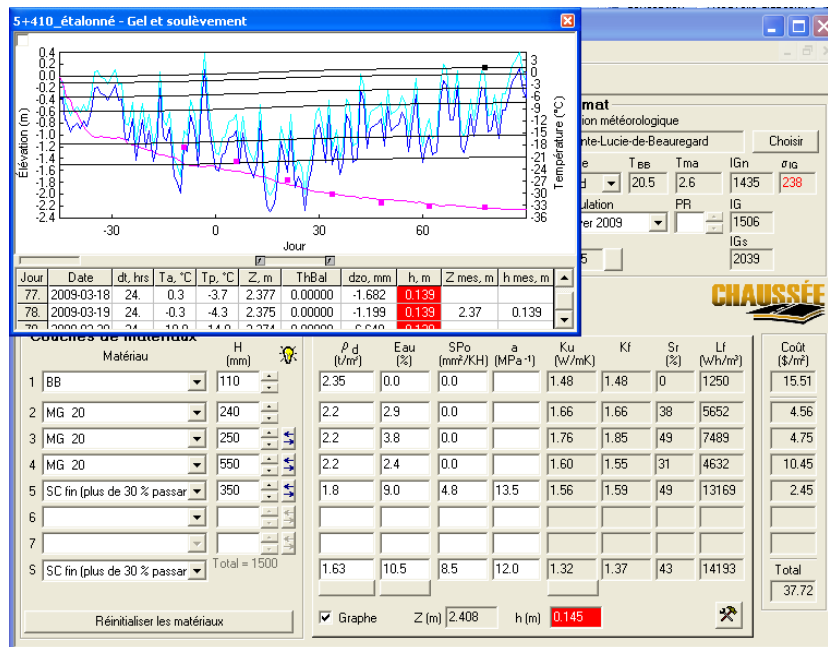 5+410_étalonné - Gel et soulèvement
0.4
0.0
-0.4
-0.6
-0.8
-1.0
-1.2
-1.4
-1.6
-1.8
-2.0
-2.2
-2.4
Élévation (m)
3
0
-3
-6
-9
-12
-15
-18
-21
-24
-27
-30
-33
-36
Température (°C)
-30 0 30 60
Jour
Jour Date dt, hrs Ta, °C Tp, °C Z, m ThBal dzo, mm h, m Z mes, m h mes, m
77. 2009-03-18 24. 0.3 -3.7 2.377 0.00000 -1.682 0.139
78. 2009-03-19 24. -0.3 -4.3 2.375 0.00000 -1.199 0.139 2.37 0.139
mat
ion météorologique
nte-Lucie-de-Beauregard Choisir
T BB Tma IGn σIG
d 20.5 2.6 1435 238
ulation PR IG
er 2009 1506
IGs
5 2039
CHAUSSÉE
Couches de matériaux
Matériau H (mm) ρd (t/m³) Eau (%) SPo (mm²/KH) a (MPa⁻¹) Ku (W/mK) Kf Sr (%) Lf (Wh/m³) Coût ($/m²)
1 BB 110 2.35 0.0 0.0 1.48 1.48 0 1250 15.51
2 MG 20 240 2.2 2.9 0.0 1.66 1.66 38 5652 4.56
3 MG 20 250 2.2 3.8 0.0 1.76 1.85 49 7489 4.75
4 MG 20 550 2.2 2.4 0.0 1.60 1.55 31 4632 10.45
5 SC fin (plus de 30 % passar 350 1.8 9.0 4.8 13.5 1.56 1.59 49 13169 2.45
6
7
S SC fin (plus de 30 % passar Total = 1500 1.63 10.5 8.5 12.0 1.32 1.37 43 14193 Total
37.72
Réinitialiser les matériaux Graphe Z (m) 2.408 h (m) 0.145